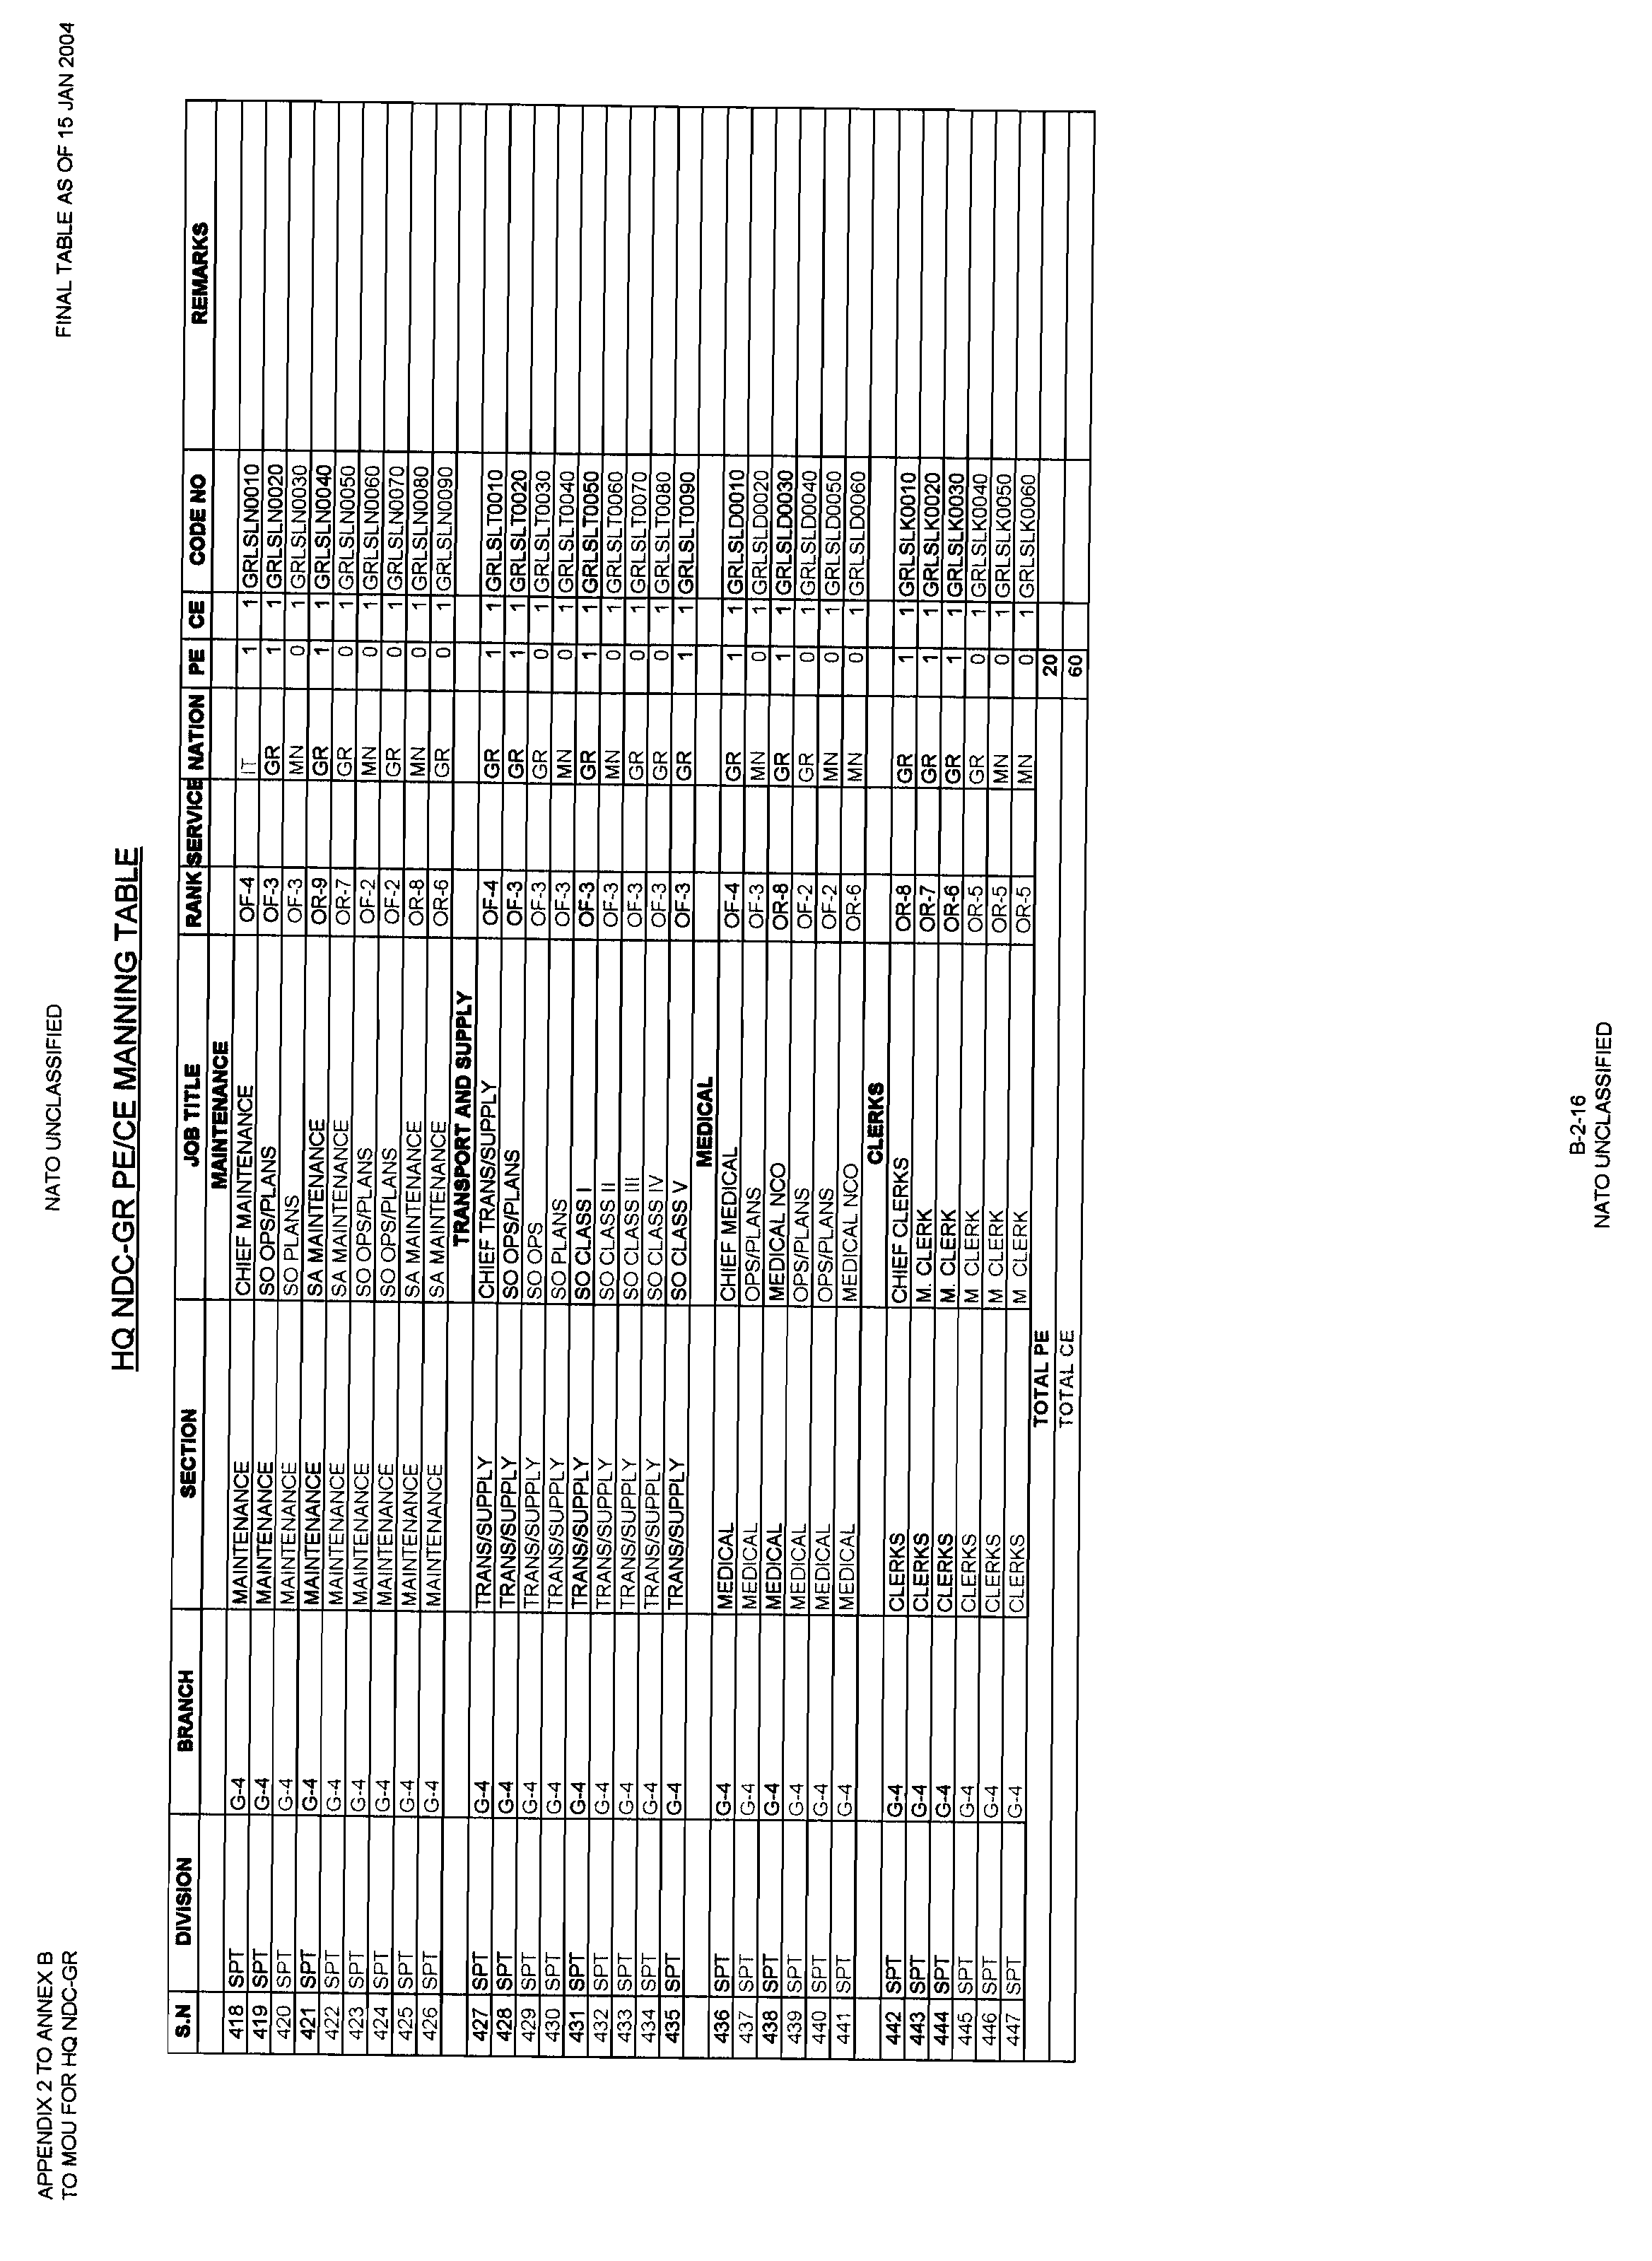 APPENDIX 2 TO ANNEX B
TO MOU FOR HQ NDC-GR
NATO UNCLASSIFIED
FINAL TABLE AS OF 15 JAN 2004
HQ NDC-GR PE/CE MANNING TABLE
S.N DIVISION BRANCH SECTION JOB TITLE RANK SERVICE NATION PE CE CODE NO REMARKS
MAINTENANCE
418 SPT G-4 MAINTENANCE CHIEF MAINTENANCE OF-4 IT 1 1 GRLSLN0010
419 SPT G-4 MAINTENANCE SO OPS/PLANS OF-3 GR 1 1 GRLSLN0020
420 SPT G-4 MAINTENANCE SO PLANS OF-3 MN 0 1 GRLSLN0030
421 SPT G-4 MAINTENANCE SA MAINTENANCE OR-9 GR 1 1 GRLSLN0040
422 SPT G-4 MAINTENANCE SA MAINTENANCE OR-7 GR 0 1 GRLSLN0050
423 SPT G-4 MAINTENANCE SO OPS/PLANS OF-2 MN 0 1 GRLSLN0060
424 SPT G-4 MAINTENANCE SO OPS/PLANS OF-2 GR 0 1 GRLSLN0070
425 SPT G-4 MAINTENANCE SA MAINTENANCE OR-8 MN 0 1 GRLSLN0080
426 SPT G-4 MAINTENANCE SA MAINTENANCE OR-6 GR 0 1 GRLSLN0090
TRANSPORT AND SUPPLY
427 SPT G-4 TRANS/SUPPLY CHIEF TRANS/SUPPLY OF-4 GR 1 1 GRLSLT0010
428 SPT G-4 TRANS/SUPPLY SO OPS/PLANS OF-3 GR 1 1 GRLSLT0020
429 SPT G-4 TRANS/SUPPLY SO OPS OF-3 GR 0 1 GRLSLT0030
430 SPT G-4 TRANS/SUPPLY SO PLANS OF-3 MN 0 1 GRLSLT0040
431 SPT G-4 TRANS/SUPPLY SO CLASS I OF-3 GR 1 1 GRLSLT0050
432 SPT G-4 TRANS/SUPPLY SO CLASS II OF-3 MN 0 1 GRLSLT0060
433 SPT G-4 TRANS/SUPPLY SO CLASS III OF-3 GR 0 1 GRLSLT0070
434 SPT G-4 TRANS/SUPPLY SO CLASS IV OF-3 GR 0 1 GRLSLT0080
435 SPT G-4 TRANS/SUPPLY SO CLASS V OF-3 GR 1 1 GRLSLT0090
MEDICAL
436 SPT G-4 MEDICAL CHIEF MEDICAL OF-4 GR 1 1 GRLSLD0010
437 SPT G-4 MEDICAL OPS/PLANS OF-3 MN 0 1 GRLSLD0020
438 SPT G-4 MEDICAL MEDICAL NCO OR-8 GR 1 1 GRLSLD0030
439 SPT G-4 MEDICAL OPS/PLANS OF-2 GR 0 1 GRLSLD0040
440 SPT G-4 MEDICAL OPS/PLANS OF-2 MN 0 1 GRLSLD0050
441 SPT G-4 MEDICAL MEDICAL NCO OR-6 MN 0 1 GRLSLD0060
CLERKS
442 SPT G-4 CLERKS CHIEF CLERKS OR-8 GR 1 1 GRLSLK0010
443 SPT G-4 CLERKS M. CLERK OR-7 GR 1 1 GRLSLK0020
444 SPT G-4 CLERKS M. CLERK OR-6 GR 1 1 GRLSLK0030
445 SPT G-4 CLERKS M CLERK OR-5 GR 0 1 GRLSLK0040
446 SPT G-4 CLERKS M CLERK OR-5 MN 0 1 GRLSLK0050
447 SPT G-4 CLERKS M CLERK OR-5 MN 0 1 GRLSLK0060
TOTAL PE 20
TOTAL CE 60
B-2-16
NATO UNCLASSIFIED